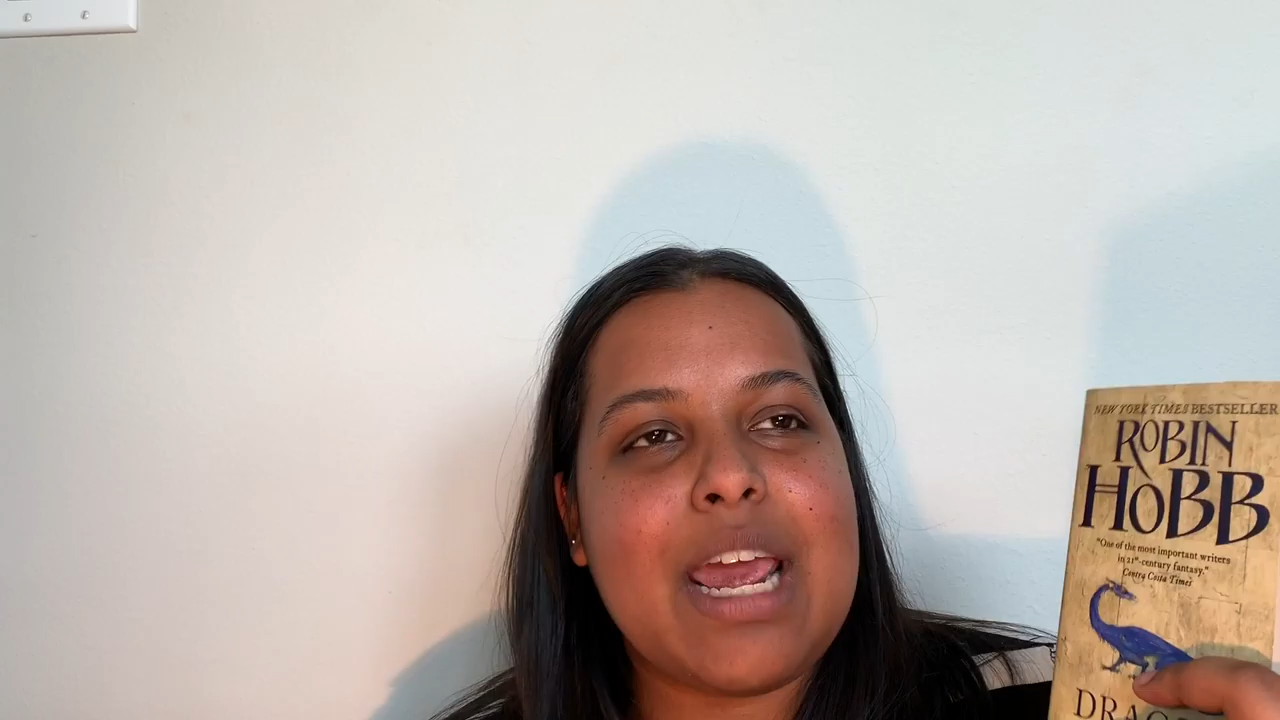 NEW YORK TIMES BESTSELLER
ROBIN
HOBB
"One of the most important writers
in 21st-century fantasy."
Contra Costa Times